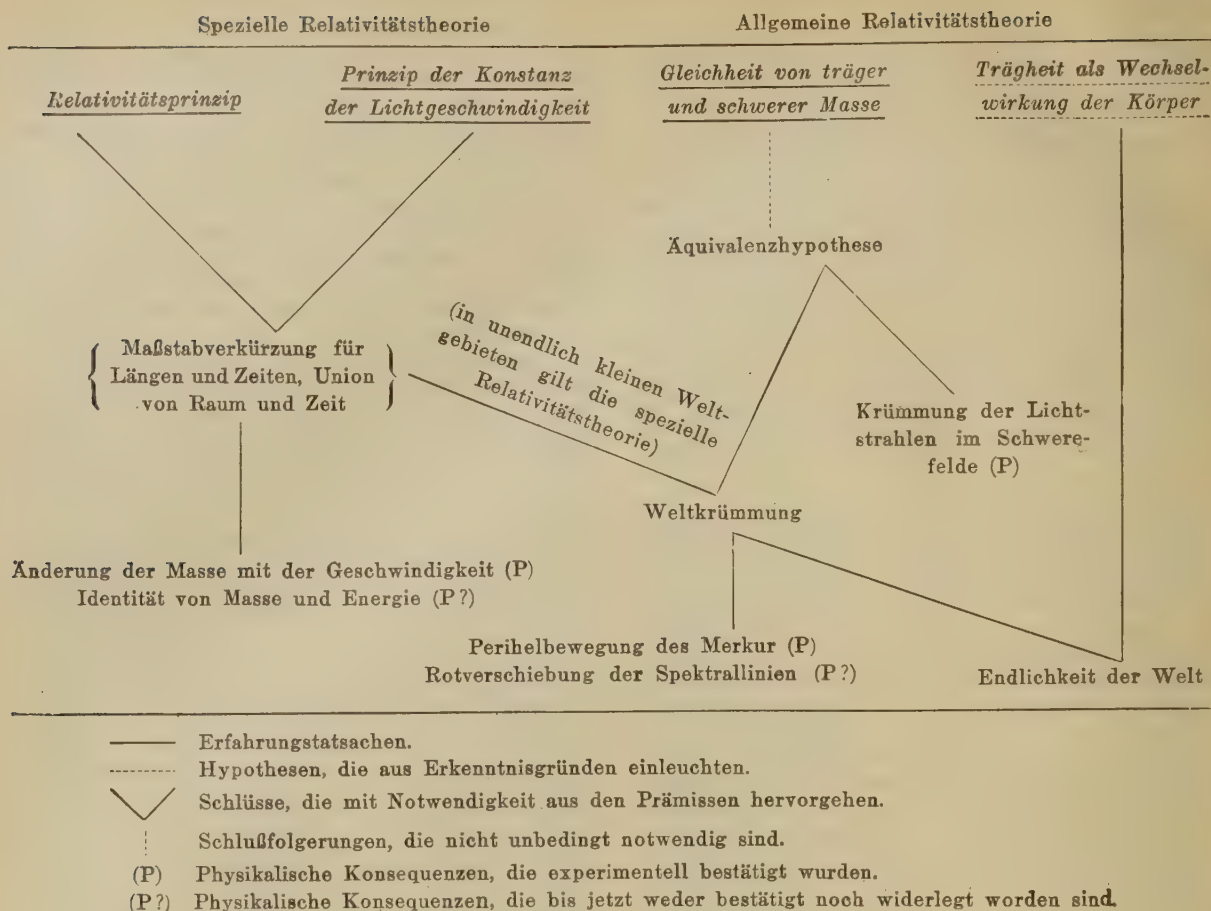 Spezielle Relativitätstheorie
Allgemeine Relativitätstheorie
Relativitätsprinzip
Prinzip der Konstanz
der Lichtgeschwindigkeit
Gleichheit von träger
und schwerer Masse
Trägheit als Wechsel-
wirkung der Körper
Äquivalenzhypothese
Maßstabverkürzung für
Längen und Zeiten, Union
von Raum und Zeit
(in unendlich kleinen Welt-
gebieten gilt die spezielle
Relativitätstheorie)
Krümmung der Licht-
strahlen im Schwere-
felde (P)
Weltkrümmung
Änderung der Masse mit der Geschwindigkeit (P)
Identität von Masse und Energie (P?)
Perihelbewegung des Merkur (P)
Rotverschiebung der Spektrallinien (P?)
Endlichkeit der Welt
Erfahrungstatsachen.
Hypothesen, die aus Erkenntnisgründen einleuchten.
Schlüsse, die mit Notwendigkeit aus den Prämissen hervorgehen.
Schlußfolgerungen, die nicht unbedingt notwendig sind.
(P) Physikalische Konsequenzen, die experimentell bestätigt wurden.
(P?) Physikalische Konsequenzen, die bis jetzt weder bestätigt noch widerlegt worden sind.